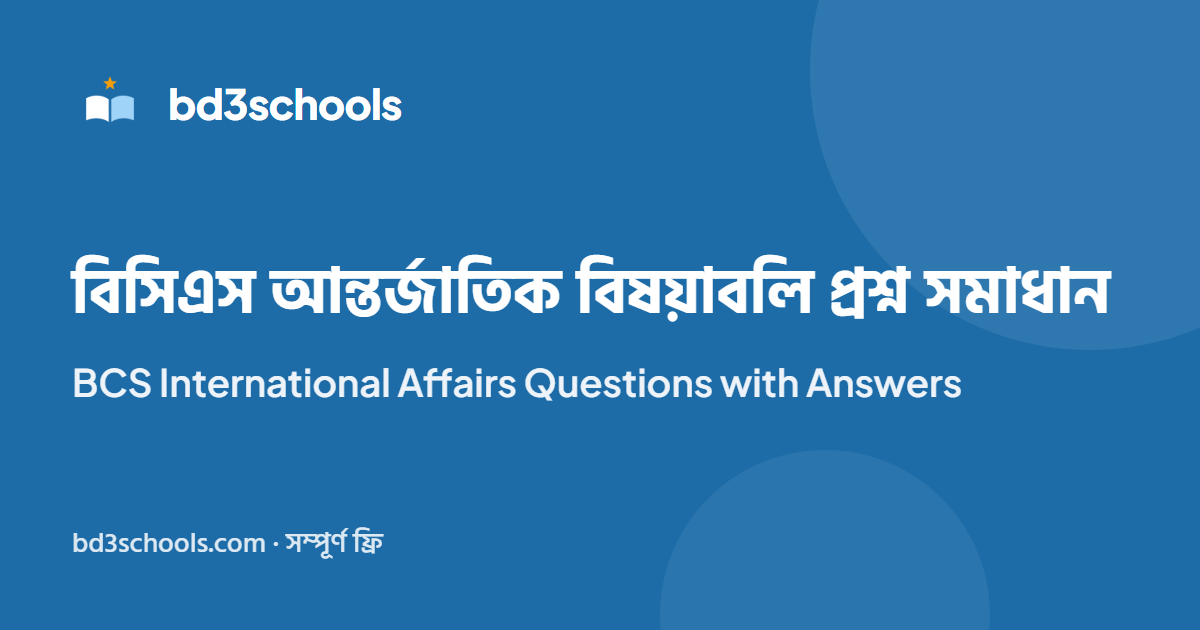 bd3schools
বিসিএস আন্তর্জাতিক বিষয়াবলি প্রশ্ন সমাধান
BCS International Affairs Questions with Answers
bd3schools.com · সম্পূর্ণ ফ্রি